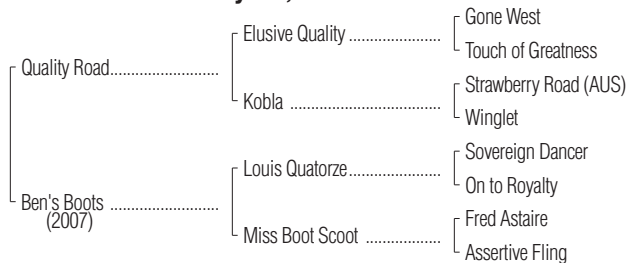 Gone West
Elusive Quality ....................
Touch of Greatness
Quality Road........................
Strawberry Road (AUS)
Kobla .................................
Winglet
Sovereign Dancer
Louis Quatorze.....................
On to Royalty
Ben's Boots ........................
(2007)
Fred Astaire
Miss Boot Scoot .................
Assertive Fling